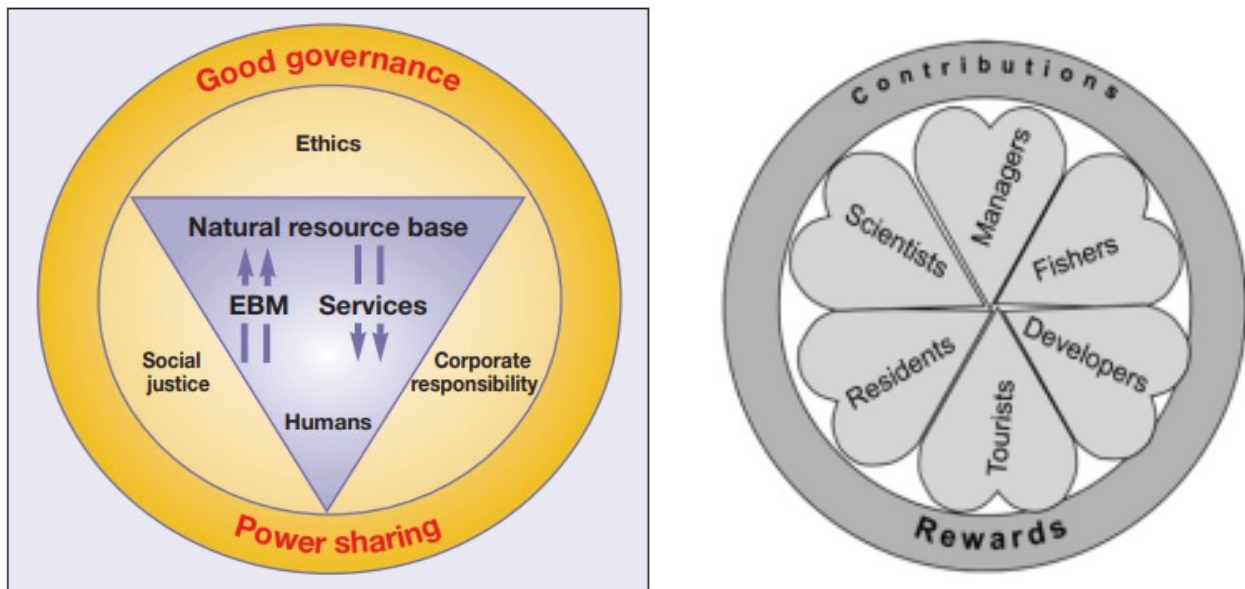 Good governance
Ethics
Natural resource base
EBM
Services
Social
justice
Corporate
responsibility
Humans
Power sharing
Contributions
Managers
Fishers
Developers
Tourists
Residents
Scientists
Rewards